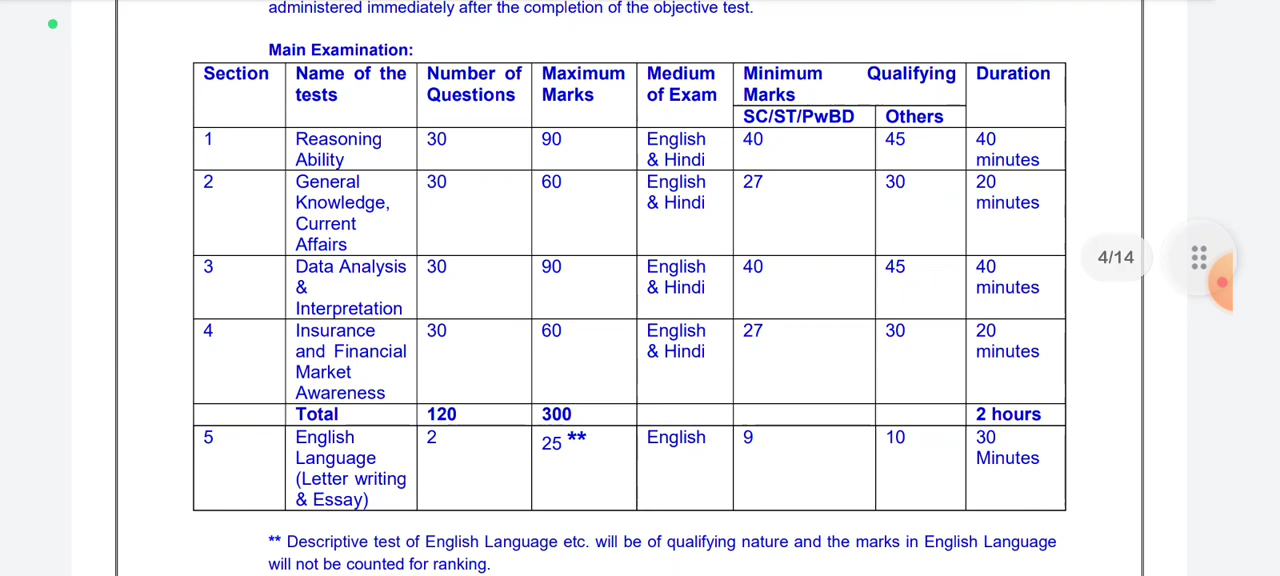 administered immediately after the completion of the objective test.
Main Examination:
Section Name of the Number of Maximum Medium Minimum Qualifying Duration
tests Questions Marks of Exam Marks
SC/ST/PwBD Others
1 Reasoning 30 90 English 40 45 40
Ability & Hindi minutes
2 General 30 60 English 27 30 20
Knowledge, & Hindi minutes
Current
Affairs
3 Data Analysis 30 90 English 40 45 40
& & Hindi minutes
Interpretation
4 Insurance 30 60 English 27 30 20
and Financial & Hindi minutes
Market
Awareness
Total 120 300 2 hours
5 English 2 25 ** English 9 10 30
Language Minutes
(Letter writing
& Essay)
** Descriptive test of English Language etc. will be of qualifying nature and the marks in English Language
will not be counted for ranking.
4/14